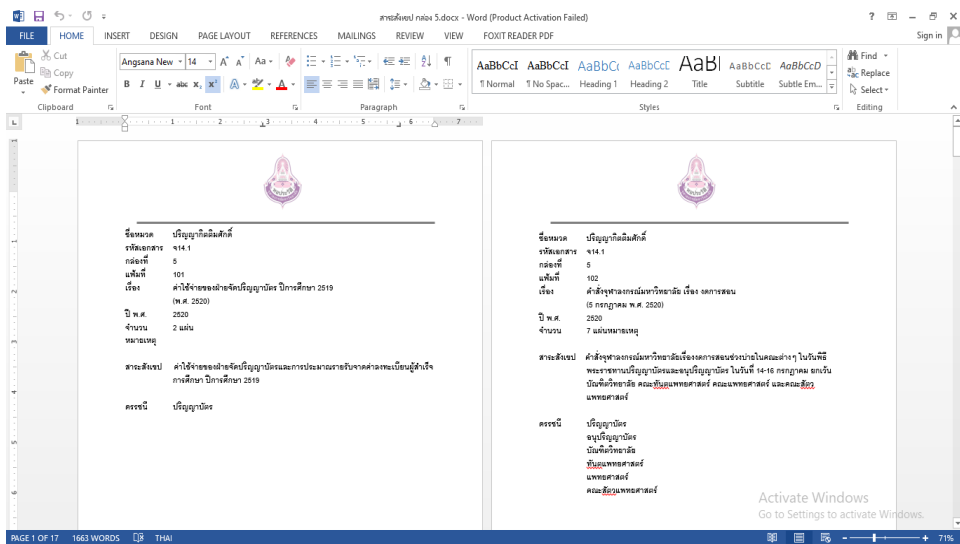 สาระสังเขป กล่อง 5.docx - Word (Product Activation Failed)
FILE HOME INSERT DESIGN PAGE LAYOUT REFERENCES MAILINGS REVIEW VIEW FOXIT READER PDF Sign in
Paste
Cut
Copy
Format Painter
Clipboard
Angsana New 14
Font
Paragraph
AaBbCcI AaBbCcI AaBbCc AaBbCcC AaBl AaBbCcC AaBbCcD
¶ Normal ¶ No Spac... Heading 1 Heading 2 Title Subtitle Subtle Em...
Styles
Find
Replace
Select
Editing
ชื่อหมวด ปริญญากิตติมศักดิ์
รหัสเอกสาร จ14.1
กล่องที่ 5
แฟ้มที่ 101
เรื่อง ค่าใช้จ่ายของฝ่ายจัดปริญญาบัตร ปีการศึกษา 2519
(พ.ศ. 2520)
ปี พ.ศ. 2520
จำนวน 2 แผ่น
หมายเหตุ
สาระสังเขป ค่าใช้จ่ายของฝ่ายจัดปริญญาบัตรและการประมาณรายรับจากค่าลงทะเบียนผู้สำเร็จ
การศึกษา ปีการศึกษา 2519
ดรรชนี ปริญญาบัตร
ชื่อหมวด ปริญญากิตติมศักดิ์
รหัสเอกสาร จ14.1
กล่องที่ 5
แฟ้มที่ 102
เรื่อง คำสั่งจุฬาลงกรณ์มหาวิทยาลัย เรื่อง งดการสอน
(5 กรกฎาคม พ.ศ. 2520)
ปี พ.ศ. 2520
จำนวน 7 แผ่นหมายเหตุ
สาระสังเขป คำสั่งจุฬาลงกรณ์มหาวิทยาลัยเรื่องงดการสอนช่วงบ่ายในคณะต่าง ๆ ในวันพิธี
พระราชทานปริญญาบัตรและอนุปริญญาบัตร ในวันที่ 14-16 กรกฎาคม ยกเว้น
บัณฑิตวิทยาลัย คณะทันตแพทยศาสตร์ คณะแพทยศาสตร์ และคณะสัตว
แพทยศาสตร์
ดรรชนี ปริญญาบัตร
อนุปริญญาบัตร
บัณฑิตวิทยาลัย
ทันตแพทยศาสตร์
แพทยศาสตร์
คณะสัตวแพทยศาสตร์
Activate Windows
Go to Settings to activate Windows.
PAGE 1 OF 17 1663 WORDS THAI 71%